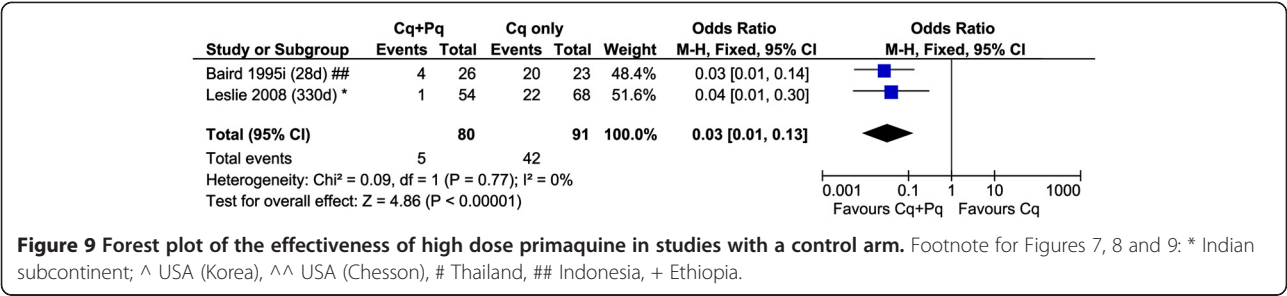 Cq+Pq Cq only Odds Ratio Odds Ratio
Study or Subgroup Events Total Events Total Weight M-H, Fixed, 95% CI M-H, Fixed, 95% CI
Baird 1995i (28d) ## 4 26 20 23 48.4% 0.03 [0.01, 0.14]
Leslie 2008 (330d) * 1 54 22 68 51.6% 0.04 [0.01, 0.30]
Total (95% CI) 80 91 100.0% 0.03 [0.01, 0.13]
Total events 5 42
Heterogeneity: Chi² = 0.09, df = 1 (P = 0.77); I² = 0%
Test for overall effect: Z = 4.86 (P < 0.00001)
0.001 0.1 1 10 1000
Favours Cq+Pq Favours Cq
Figure 9 Forest plot of the effectiveness of high dose primaquine in studies with a control arm. Footnote for Figures 7, 8 and 9: * Indian
subcontinent; ^ USA (Korea), ^^ USA (Chesson), # Thailand, ## Indonesia, + Ethiopia.